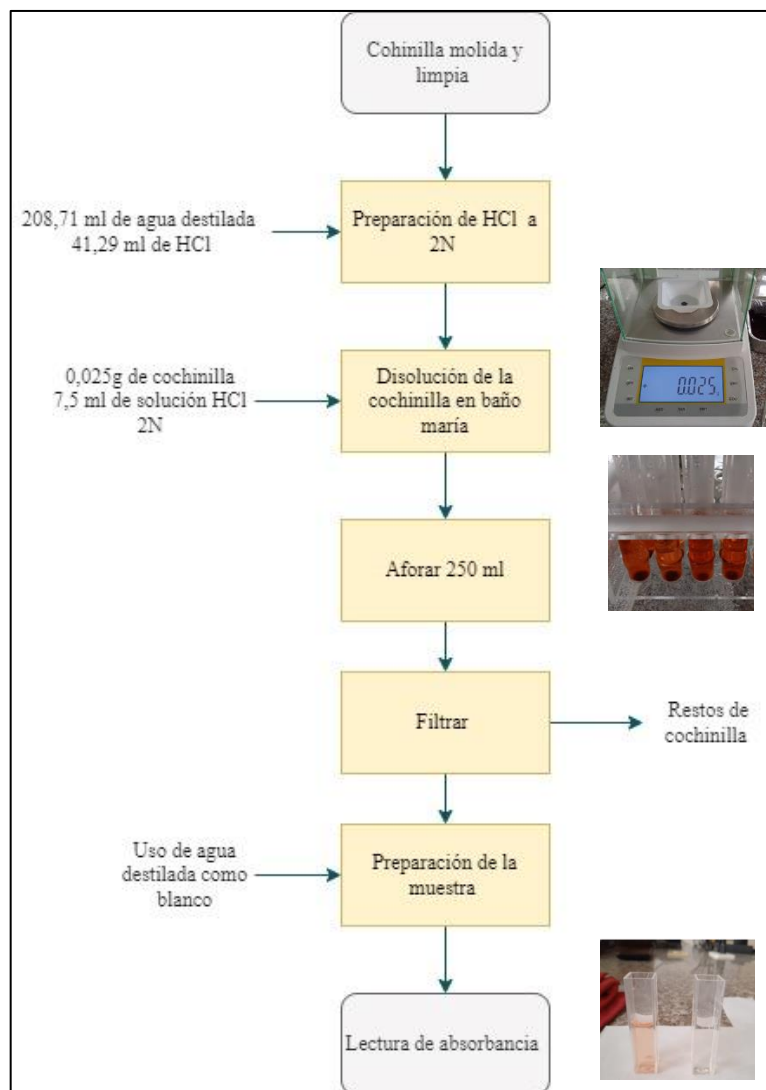 Cohinilla molida y
limpia
208,71 ml de agua destilada
41,29 ml de HCl
Preparación de HCl a
2N
0,025g de cochinilla
7,5 ml de solución HCl
2N
Disolución de la
cochinilla en baño
maría
0.025
Aforar 250 ml
Filtrar
Restos de
cochinilla
Uso de agua
destilada como
blanco
Preparación de la
muestra
Lectura de absorbancia